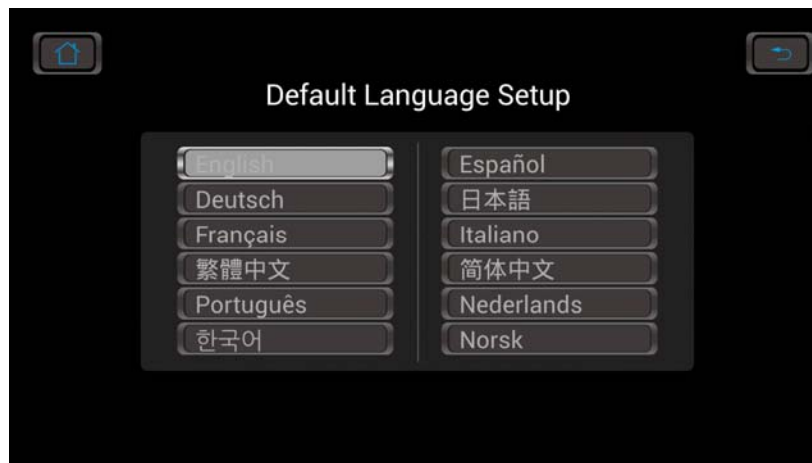 Default Language Setup
English
Deutsch
Français
繁體中文
Português
한국어
Español
日本語
Italiano
简体中文
Nederlands
Norsk